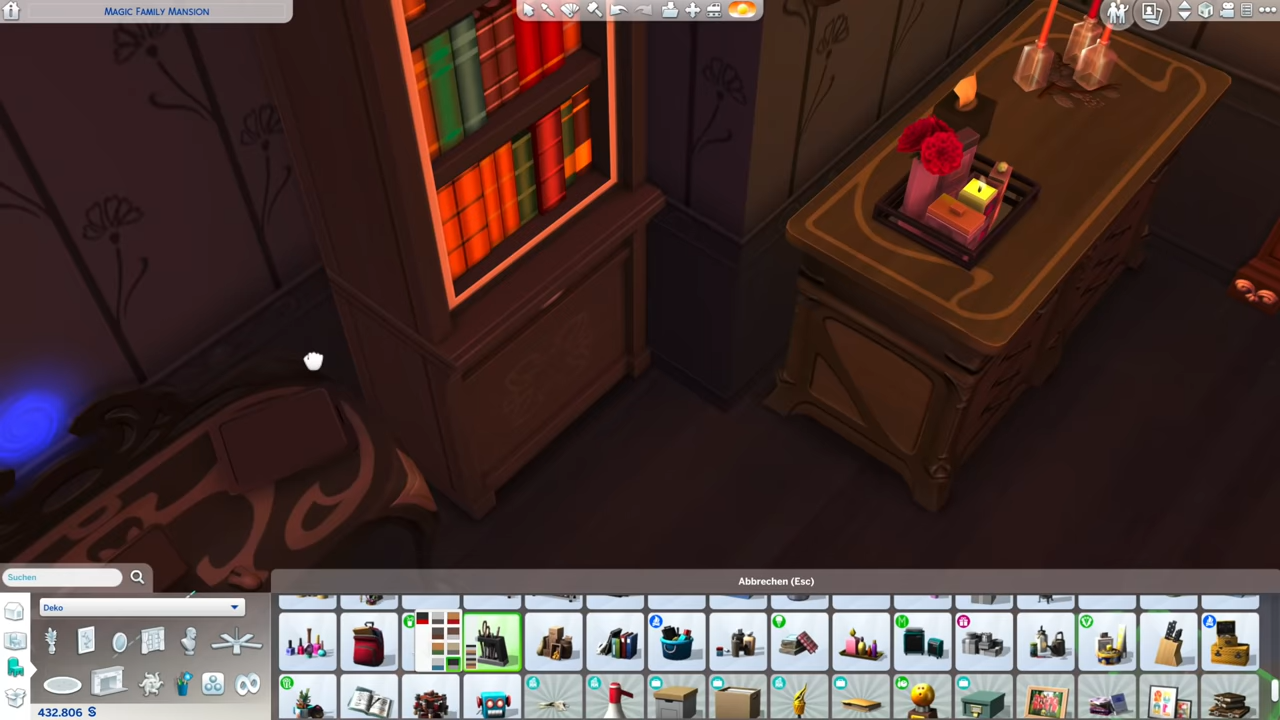 Magic Family Mansion
Suchen
Abbrechen (Esc)
Deko
432.806 §